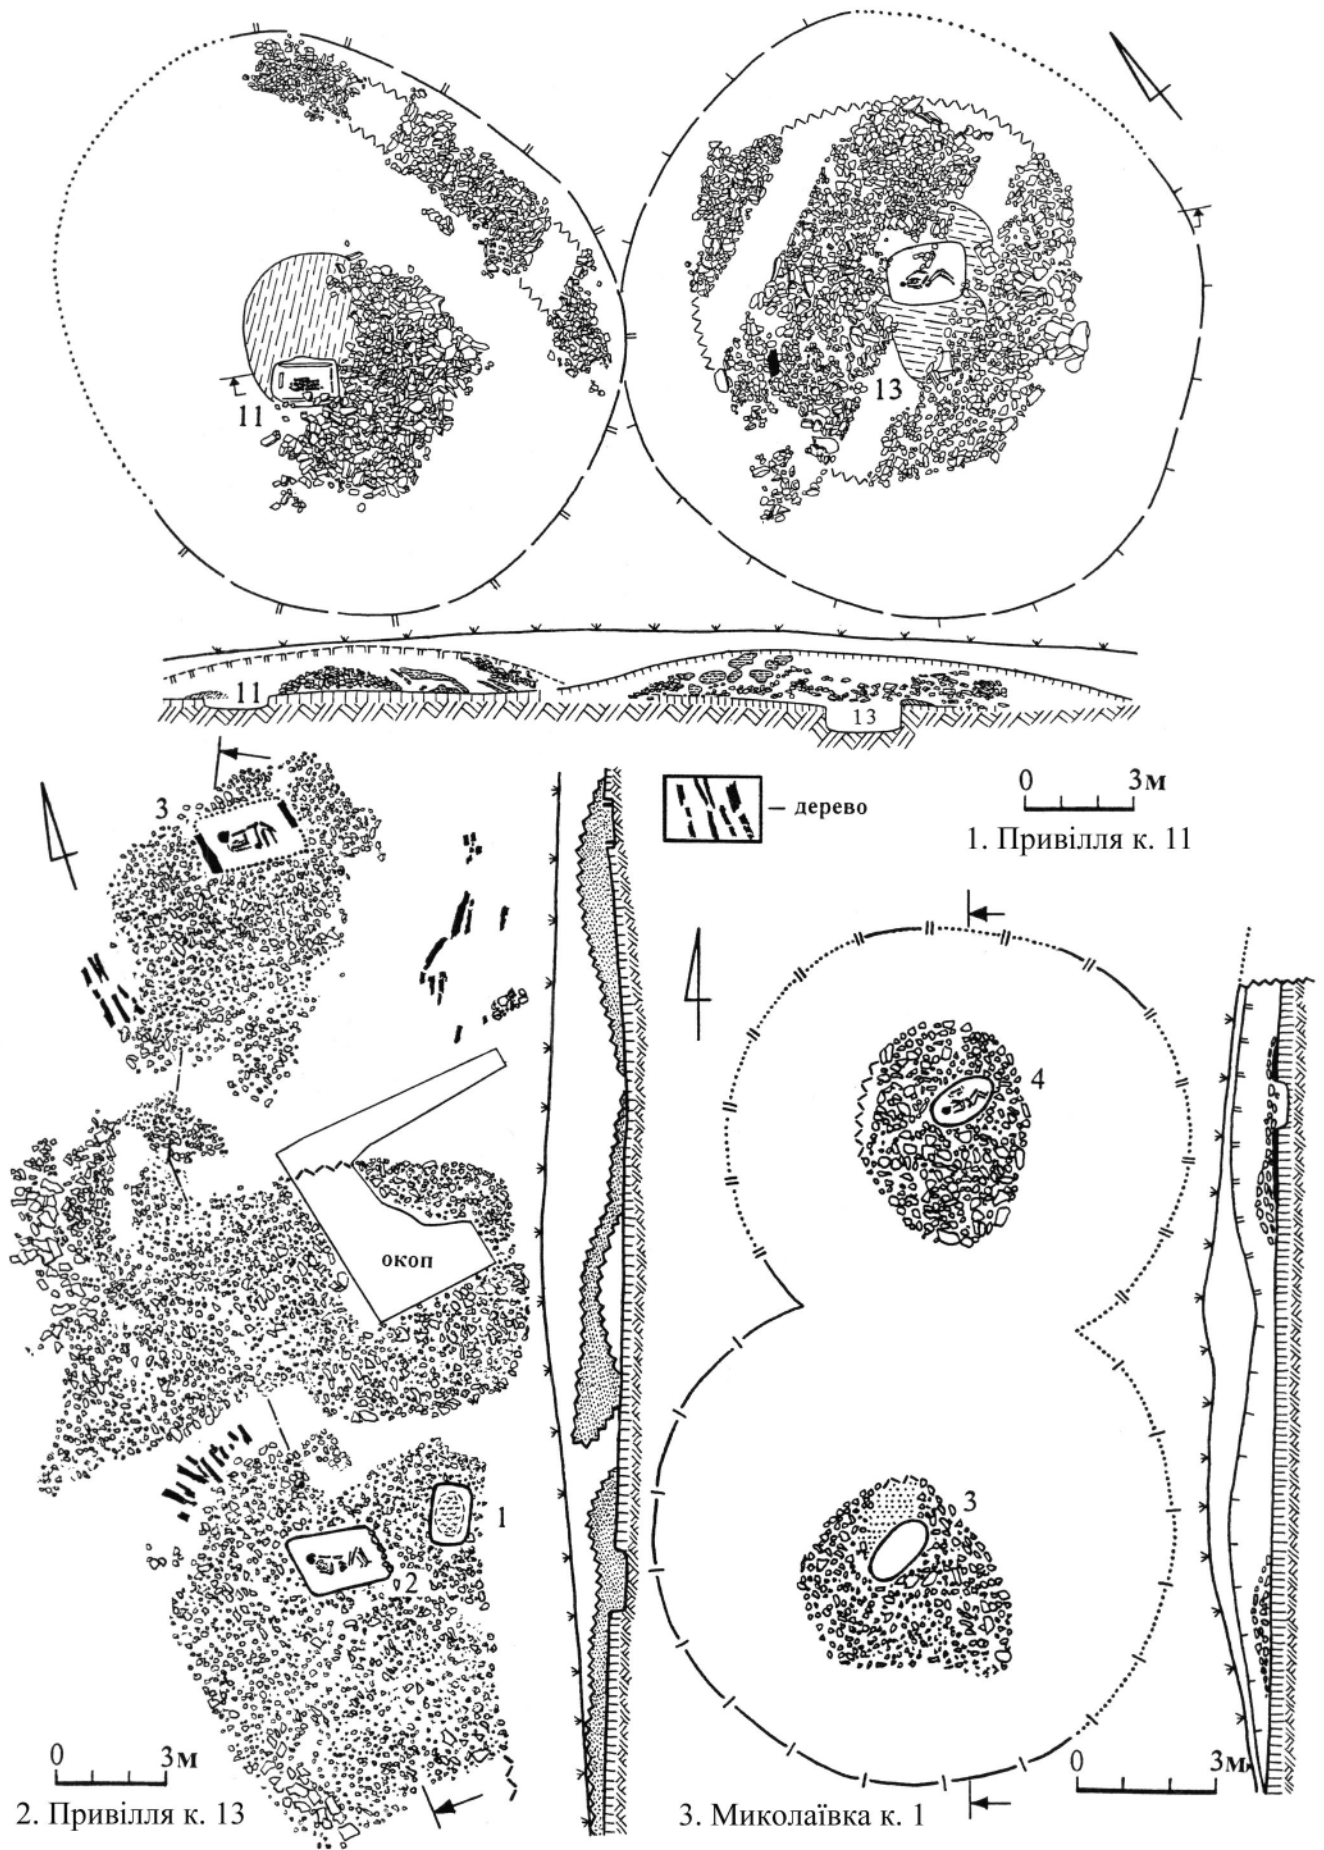 11
13
11
13
0 3м
1. Привілля к. 11
– дерево
3
окоп
1
2
0 3м
2. Привілля к. 13
4
3
0 3м
3. Миколаївка к. 1